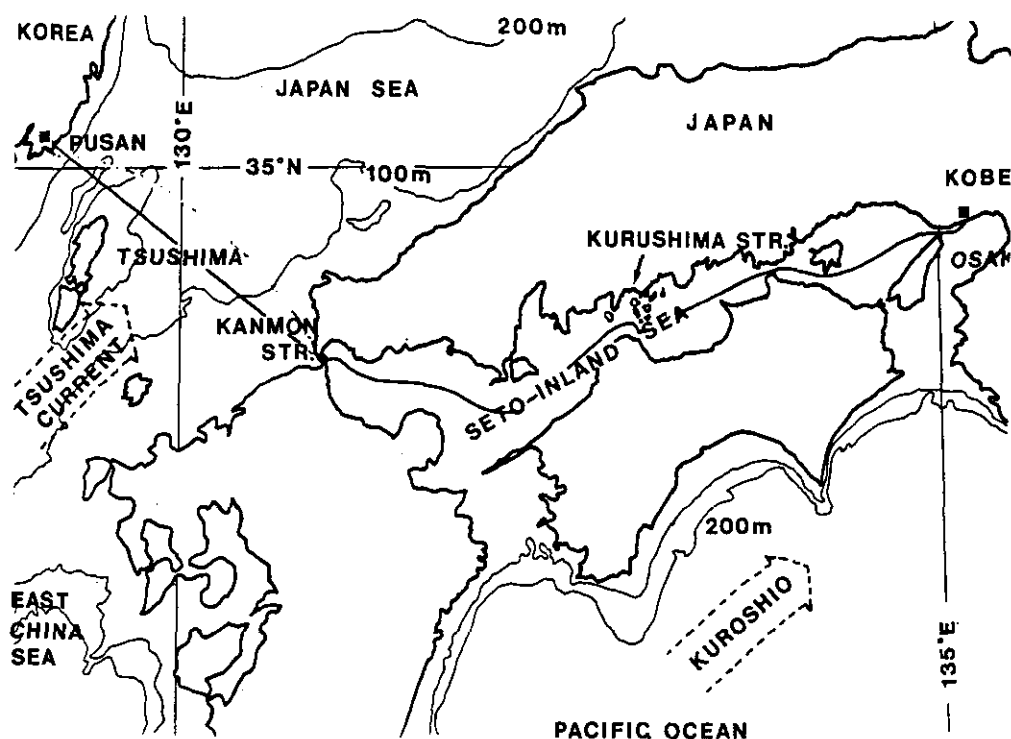 KOREA
200m
JAPAN SEA
130°E
JAPAN
PUSAN
35°N
100m
KOBE
KURUSHIMA STR.
TSUSHIMA
OSAK
KANMON
STR.
SETO-INLAND SEA
TSUSHIMA
CURRENT
200m
EAST
CHINA
SEA
KUROSHIO
135°E
PACIFIC OCEAN